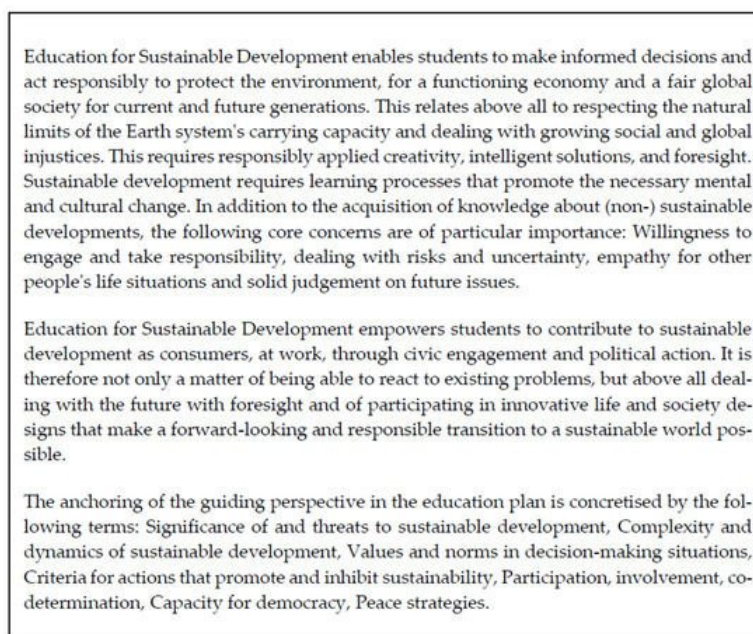 Education for Sustainable Development enables students to make informed decisions and
act responsibly to protect the environment, for a functioning economy and a fair global
society for current and future generations. This relates above all to respecting the natural
limits of the Earth system's carrying capacity and dealing with growing social and global
injustices. This requires responsibly applied creativity, intelligent solutions, and foresight.
Sustainable development requires learning processes that promote the necessary mental
and cultural change. In addition to the acquisition of knowledge about (non-) sustainable
developments, the following core concerns are of particular importance: Willingness to
engage and take responsibility, dealing with risks and uncertainty, empathy for other
people's life situations and solid judgement on future issues.
Education for Sustainable Development empowers students to contribute to sustainable
development as consumers, at work, through civic engagement and political action. It is
therefore not only a matter of being able to react to existing problems, but above all deal-
ing with the future with foresight and of participating in innovative life and society de-
signs that make a forward-looking and responsible transition to a sustainable world pos-
sible.
The anchoring of the guiding perspective in the education plan is concretised by the fol-
lowing terms: Significance of and threats to sustainable development, Complexity and
dynamics of sustainable development, Values and norms in decision-making situations,
Criteria for actions that promote and inhibit sustainability, Participation, involvement, co-
determination, Capacity for democracy, Peace strategies.